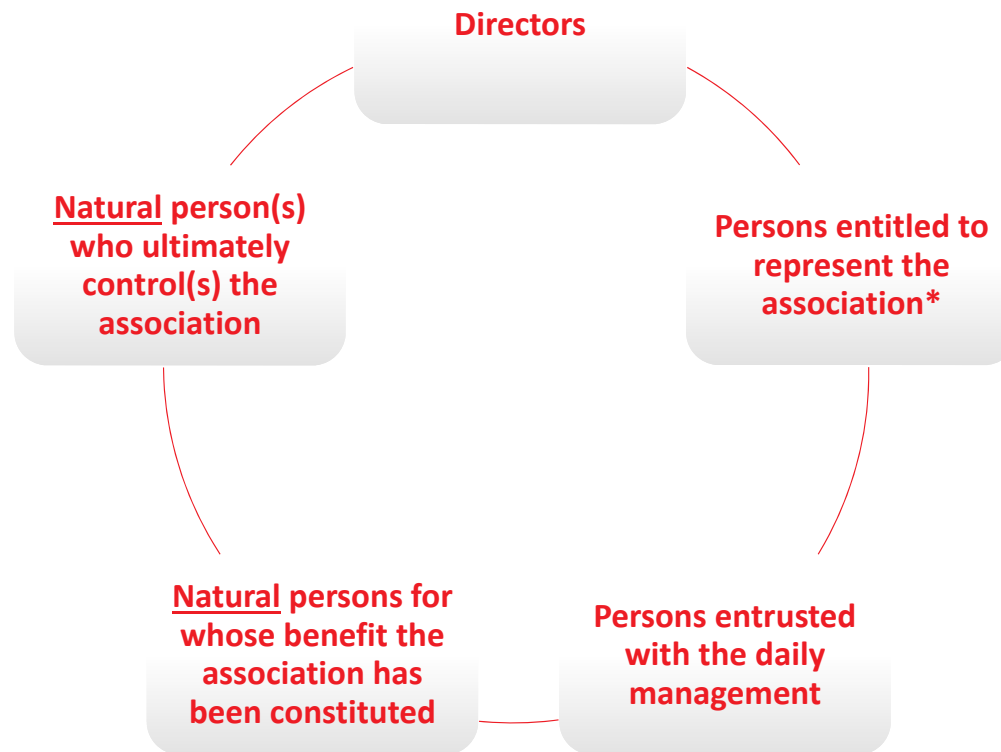 Directors
Persons entitled to
represent the
association*
Persons entrusted
with the daily
management
Natural persons for
whose benefit the
association has
been constituted
Natural person(s)
who ultimately
control(s) the
association